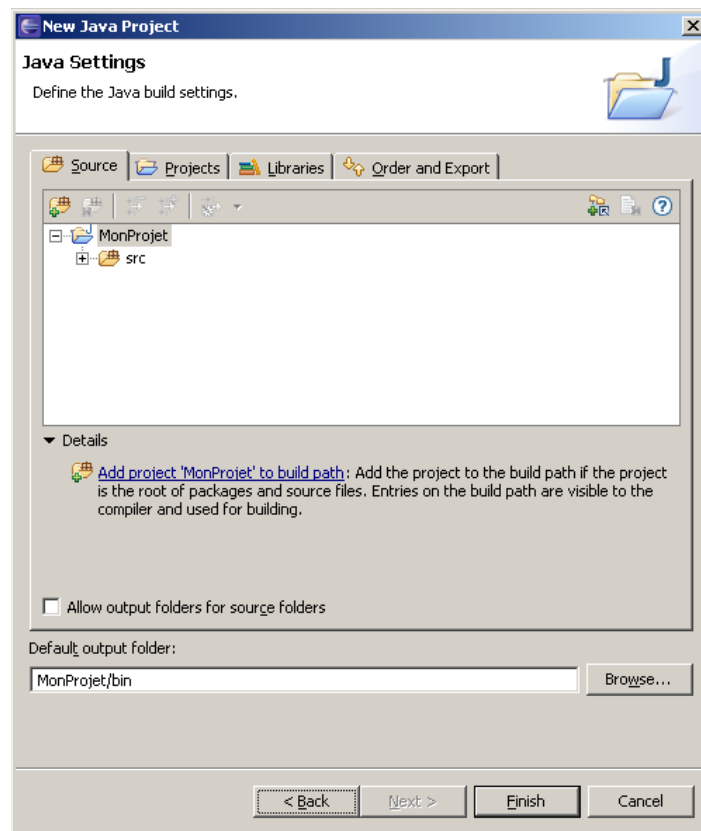 New Java Project
Java Settings
Define the Java build settings.
Source Projects Libraries Order and Export
MonProjet
src
Details
Add project 'MonProjet' to build path: Add the project to the build path if the project
is the root of packages and source files. Entries on the build path are visible to the
compiler and used for building.
Allow output folders for source folders
Default output folder:
MonProjet/bin
Browse...
< Back Next > Finish Cancel